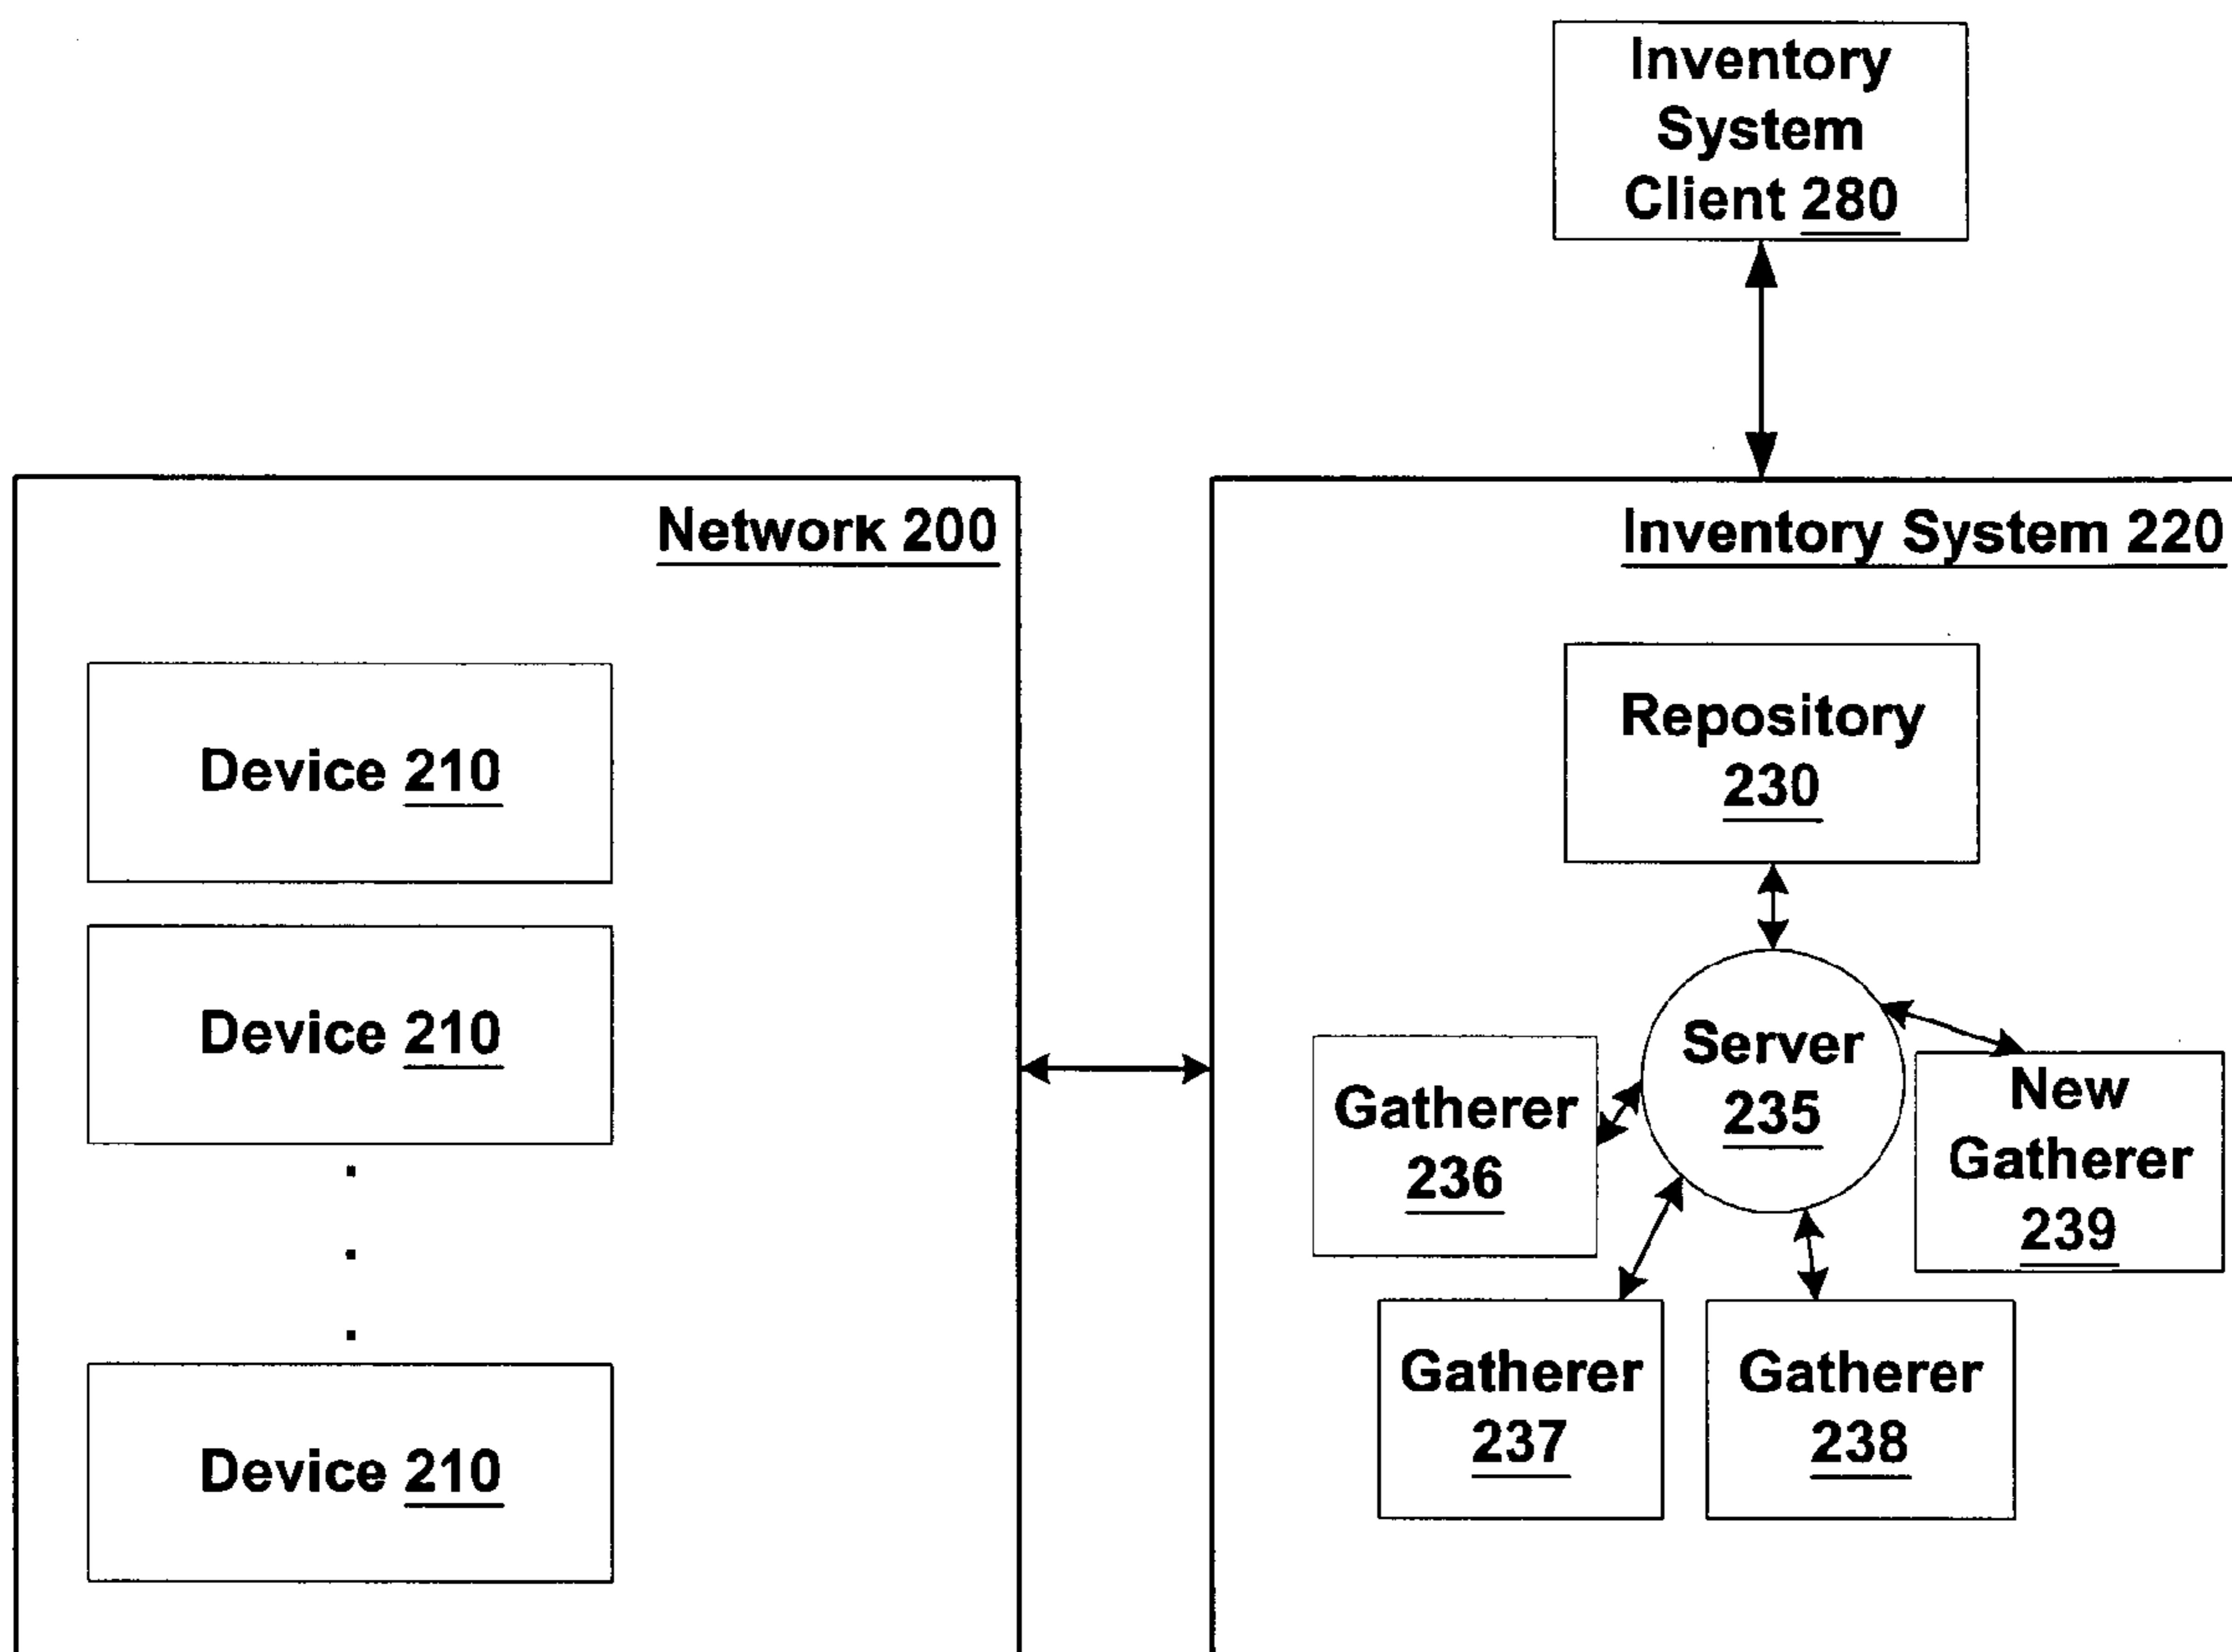 Inventory
System
Client 280
Network 200
Device 210
Device 210
Device 210
Inventory System 220
Repository
230
Server
235
Gatherer
236
New
Gatherer
239
Gatherer
237
Gatherer
238